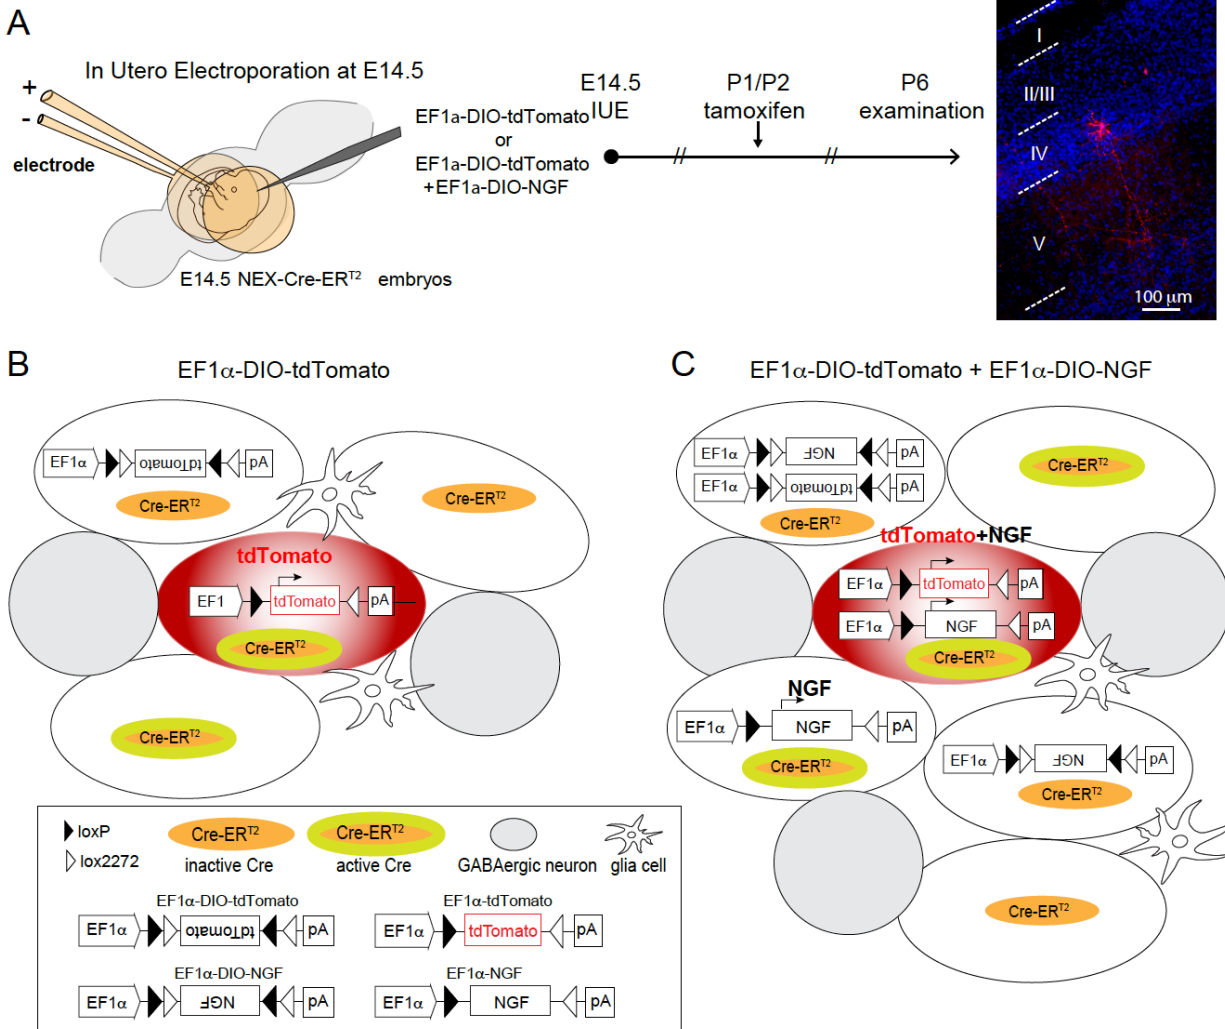 A
In Utero Electroporation at E14.5
+
-
electrode
E14.5 NEX-Cre-ERT2 embryos
EF1a-DIO-tdTomato
or
EF1a-DIO-tdTomato
+EF1a-DIO-NGF
E14.5
IUE
P1/P2
tamoxifen
P6
examination
//
//
I
II/III
IV
V
100 µm
B
EF1α-DIO-tdTomato
EF1α
tdTomato
pA
Cre-ERT2
Cre-ERT2
tdTomato
EF1
tdTomato
pA
Cre-ERT2
Cre-ERT2
C
EF1α-DIO-tdTomato + EF1α-DIO-NGF
EF1α
NGF
pA
EF1α
tdTomato
pA
Cre-ERT2
Cre-ERT2
tdTomato+NGF
EF1α
tdTomato
pA
EF1α
NGF
pA
Cre-ERT2
NGF
EF1α
NGF
pA
Cre-ERT2
EF1α
NGF
pA
Cre-ERT2
Cre-ERT2
loxP
lox2272
Cre-ERT2
inactive Cre
Cre-ERT2
active Cre
GABAergic neuron
glia cell
EF1α-DIO-tdTomato
EF1α
tdTomato
pA
EF1α-tdTomato
EF1α
tdTomato
pA
EF1α-DIO-NGF
EF1α
NGF
pA
EF1α-NGF
EF1α
NGF
pA